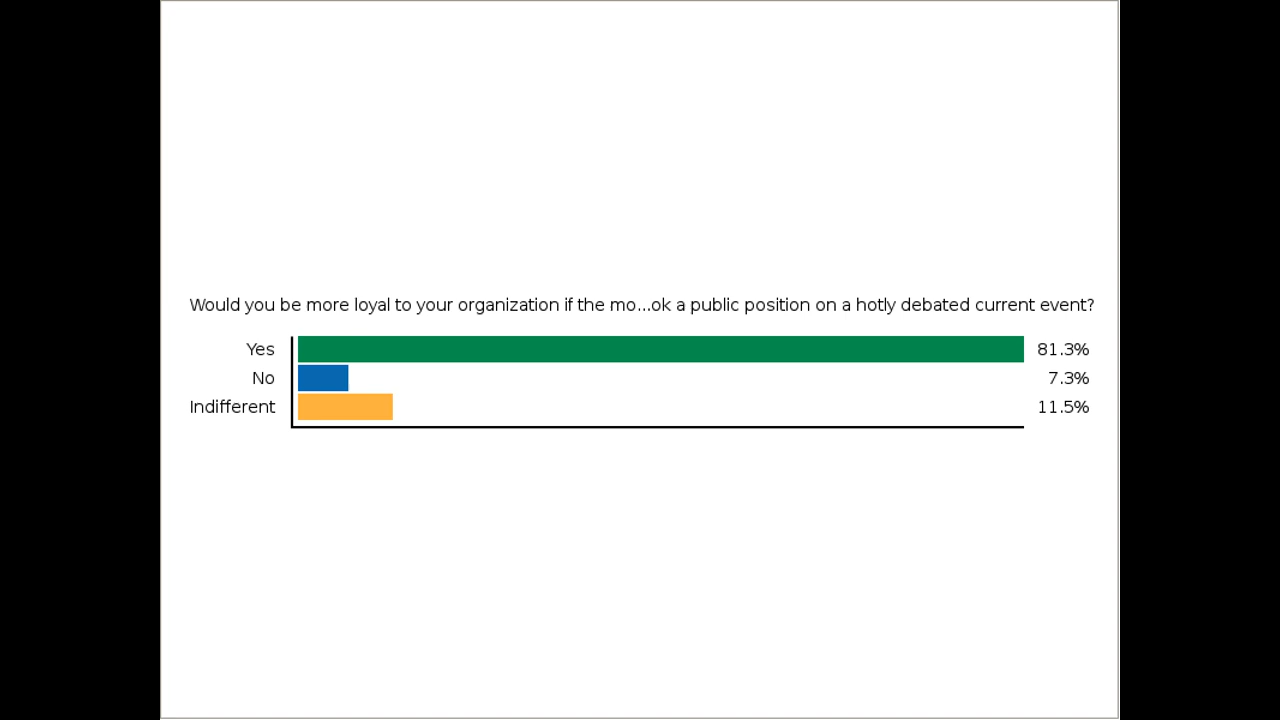 Would you be more loyal to your organization if the mo...ok a public position on a hotly debated current event?
Yes 81.3%
No 7.3%
Indifferent 11.5%